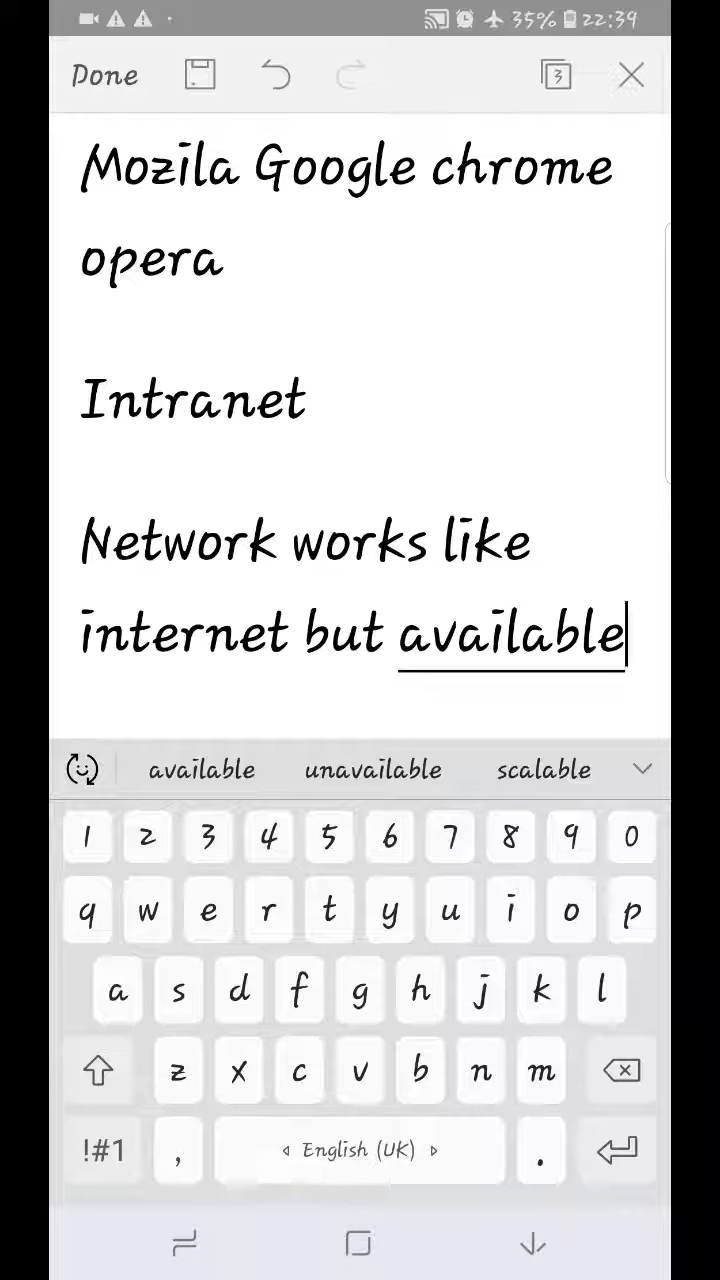 35% 22:39
Done 3
Mozila Google chrome
opera
Intranet
Network works like
internet but available
available unavailable scalable
1 2 3 4 5 6 7 8 9 0
q w e r t y u i o p
a s d f g h j k l
z x c v b n m
!#1 , English (UK) .